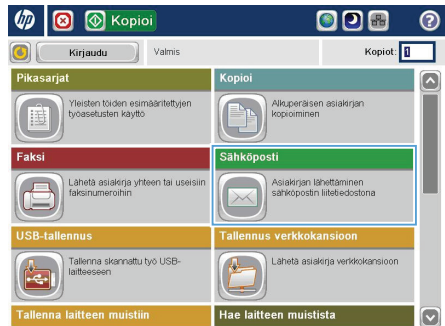 hp Kopioi ?
Kirjaudu Valmis Kopiot: 1
Pikasarjat Kopioi
Yleisten töiden esimääritettyjen
työasetusten käyttö
Alkuperäisen asiakirjan
kopioiminen
Faksi Sähköposti
Lähetä asiakirja yhteen tai useisiin
faksinumeroihin
Asiakirjan lähettäminen
sähköpostin liitetiedostona
USB-tallennus Tallennus verkkokansioon
Tallenna skannattu työ USB-
laitteeseen
Lähetä asiakirja verkkokansioon
Tallenna laitteen muistiin Hae laitteen muistista